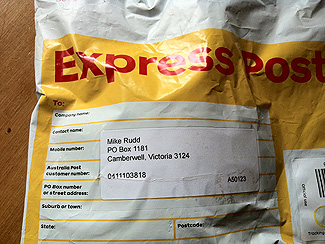 Express Post
To:
Company name:
Contact name:
Mobile number:
Australia Post
customer number:
PO Box number
or street address:
Suburb or town:
State:
Postcode:
Mike Rudd
PO Box 1181
Camberwell, Victoria 3124
0411103818
A50123
Tracking